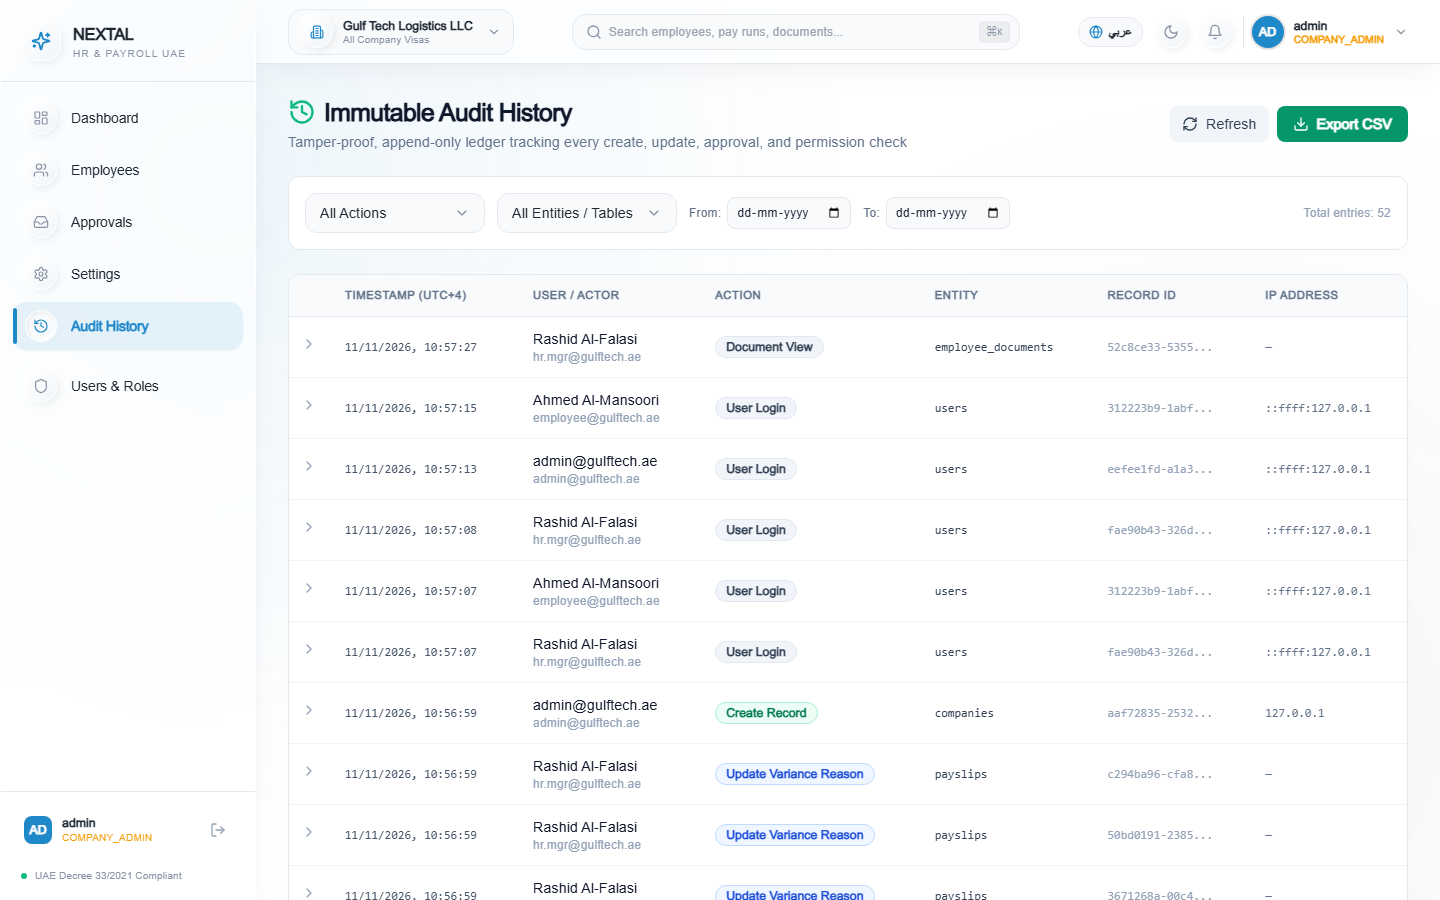 NEXTAL
HR & PAYROLL UAE
Dashboard
Employees
Approvals
Settings
Audit History
Users & Roles
AD
admin
COMPANY_ADMIN
UAE Decree 33/2021 Compliant
Gulf Tech Logistics LLC
All Company Visas
Search employees, pay runs, documents...
⌘K
عربي
AD
admin
COMPANY_ADMIN
Immutable Audit History
Tamper-proof, append-only ledger tracking every create, update, approval, and permission check
Refresh
Export CSV
All Actions
All Entities / Tables
From:
dd-mm-yyyy
To:
dd-mm-yyyy
Total entries: 52
TIMESTAMP (UTC+4) USER / ACTOR ACTION ENTITY RECORD ID IP ADDRESS
11/11/2026, 10:57:27 Rashid Al-Falasi Document View employee_documents 52c8ce33-5355... –
hr.mgr@gulftech.ae
11/11/2026, 10:57:15 Ahmed Al-Mansoori User Login users 312223b9-1abf... ::ffff:127.0.0.1
employee@gulftech.ae
11/11/2026, 10:57:13 admin@gulftech.ae User Login users eefee1fd-a1a3... ::ffff:127.0.0.1
admin@gulftech.ae
11/11/2026, 10:57:08 Rashid Al-Falasi User Login users fae90b43-326d... ::ffff:127.0.0.1
hr.mgr@gulftech.ae
11/11/2026, 10:57:07 Ahmed Al-Mansoori User Login users 312223b9-1abf... ::ffff:127.0.0.1
employee@gulftech.ae
11/11/2026, 10:57:07 Rashid Al-Falasi User Login users fae90b43-326d... ::ffff:127.0.0.1
hr.mgr@gulftech.ae
11/11/2026, 10:56:59 admin@gulftech.ae Create Record companies aaf72835-2532... 127.0.0.1
admin@gulftech.ae
11/11/2026, 10:56:59 Rashid Al-Falasi Update Variance Reason payslips c294ba96-cfa8... –
hr.mgr@gulftech.ae
11/11/2026, 10:56:59 Rashid Al-Falasi Update Variance Reason payslips 50bd0191-2385... –
hr.mgr@gulftech.ae
11/11/2026, 10:56:59 Rashid Al-Falasi Update Variance Reason payslips 3671268a-00c4... –